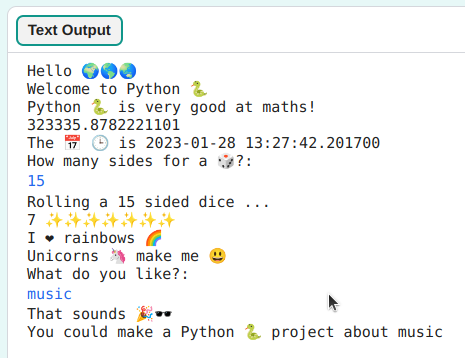 Text Output
Hello 🌍🌎🌏
Welcome to Python 🐍
Python 🐍 is very good at maths!
323335.8782221101
The 📅 🕒 is 2023-01-28 13:27:42.201700
How many sides for a 🎲?:
15
Rolling a 15 sided dice ...
7 ✨✨✨✨✨✨✨
I ❤ rainbows 🌈
Unicorns 🦄 make me 😃
What do you like?:
music
That sounds 🎉🕶️
You could make a Python 🐍 project about music